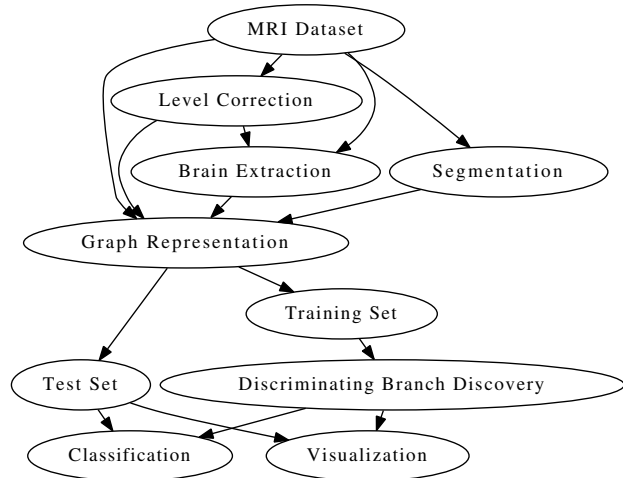 MRI Dataset
Level Correction
Brain Extraction
Segmentation
Graph Representation
Training Set
Test Set
Discriminating Branch Discovery
Classification
Visualization